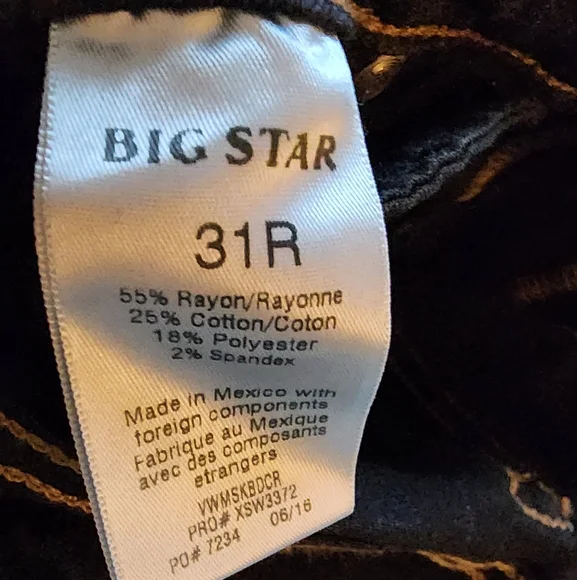 BIG STAR
31R
55% Rayon/Rayonne
25% Cotton/Coton
18% Polyester
2% Spandex
Made in Mexico with
foreign components
Fabrique au Mexique
avec des composants
etrangers
VWMSKBDCR
PRO# XSW3372
PO# 7234 06/16